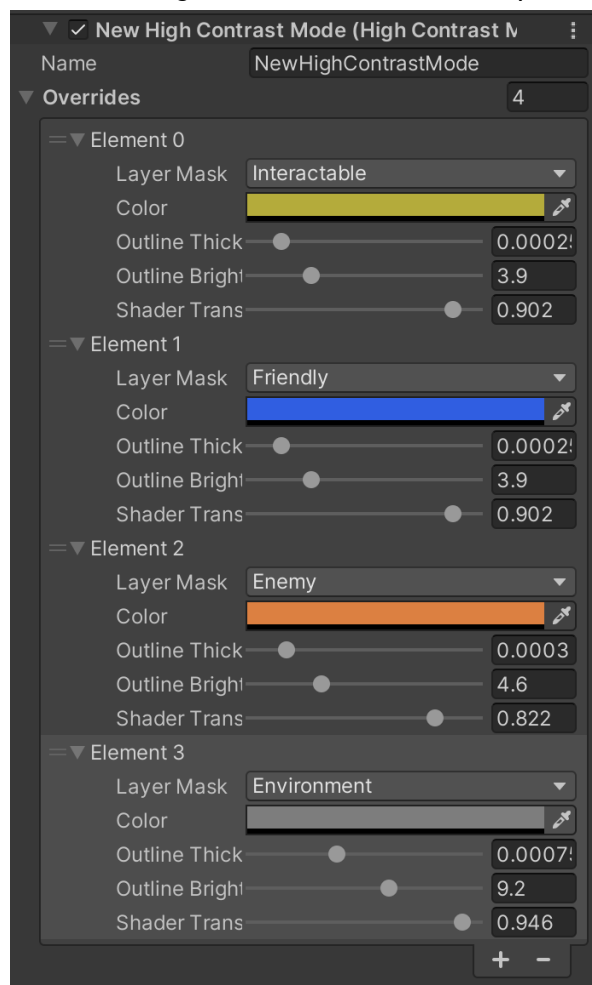 New High Contrast Mode (High Contrast M
Name NewHighContrastMode
Overrides 4
Element 0
Layer Mask Interactable
Color
Outline Thick 0.00025
Outline Bright 3.9
Shader Trans 0.902
Element 1
Layer Mask Friendly
Color
Outline Thick 0.00025
Outline Bright 3.9
Shader Trans 0.902
Element 2
Layer Mask Enemy
Color
Outline Thick 0.0003
Outline Bright 4.6
Shader Trans 0.822
Element 3
Layer Mask Environment
Color
Outline Thick 0.00075
Outline Bright 9.2
Shader Trans 0.946